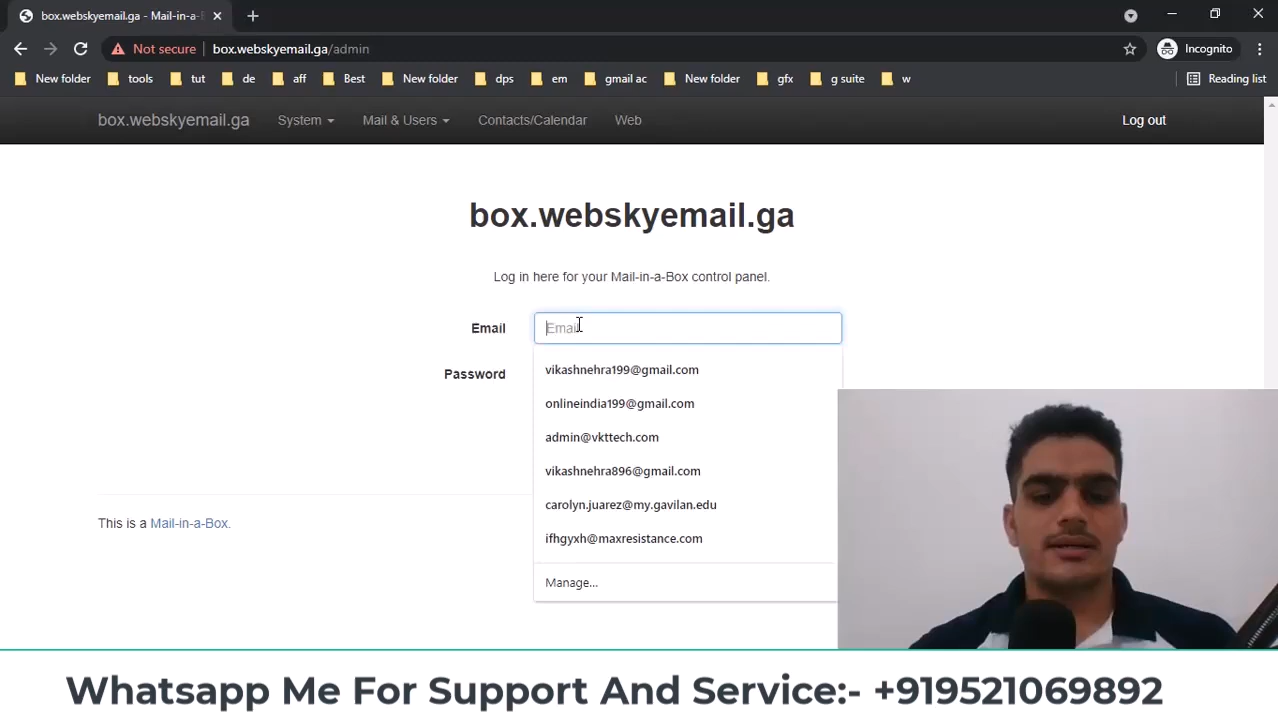 box.webskyemail.ga - Mail-in-a-B
Not secure box.webskyemail.ga/admin Incognito
New folder tools tut de aff Best New folder dps em gmail ac New folder gfx g suite w Reading list
box.webskyemail.ga System Mail & Users Contacts/Calendar Web Log out
box.webskyemail.ga
Log in here for your Mail-in-a-Box control panel.
Email Email
vikashnehra199@gmail.com
Password
onlineindia199@gmail.com
admin@vkttech.com
vikashnehra896@gmail.com
carolyn.juarez@my.gavilan.edu
This is a Mail-in-a-Box.
ifhgyxh@maxresistance.com
Manage...
Whatsapp Me For Support And Service:- +919521069892